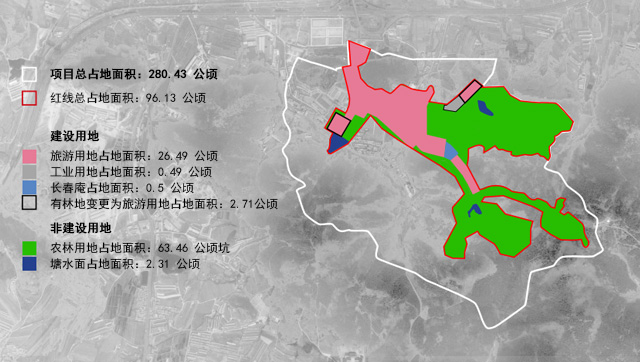 项目总占地面积：280.43 公顷
红线总占地面积：96.13 公顷
建设用地
旅游用地占地面积：26.49 公顷
工业用地占地面积：0.49 公顷
长春庵占地面积：0.5 公顷
有林地变更为旅游用地占地面积：2.71公顷
非建设用地
农林用地占地面积：63.46 公顷坑
塘水面占地面积：2.31 公顷